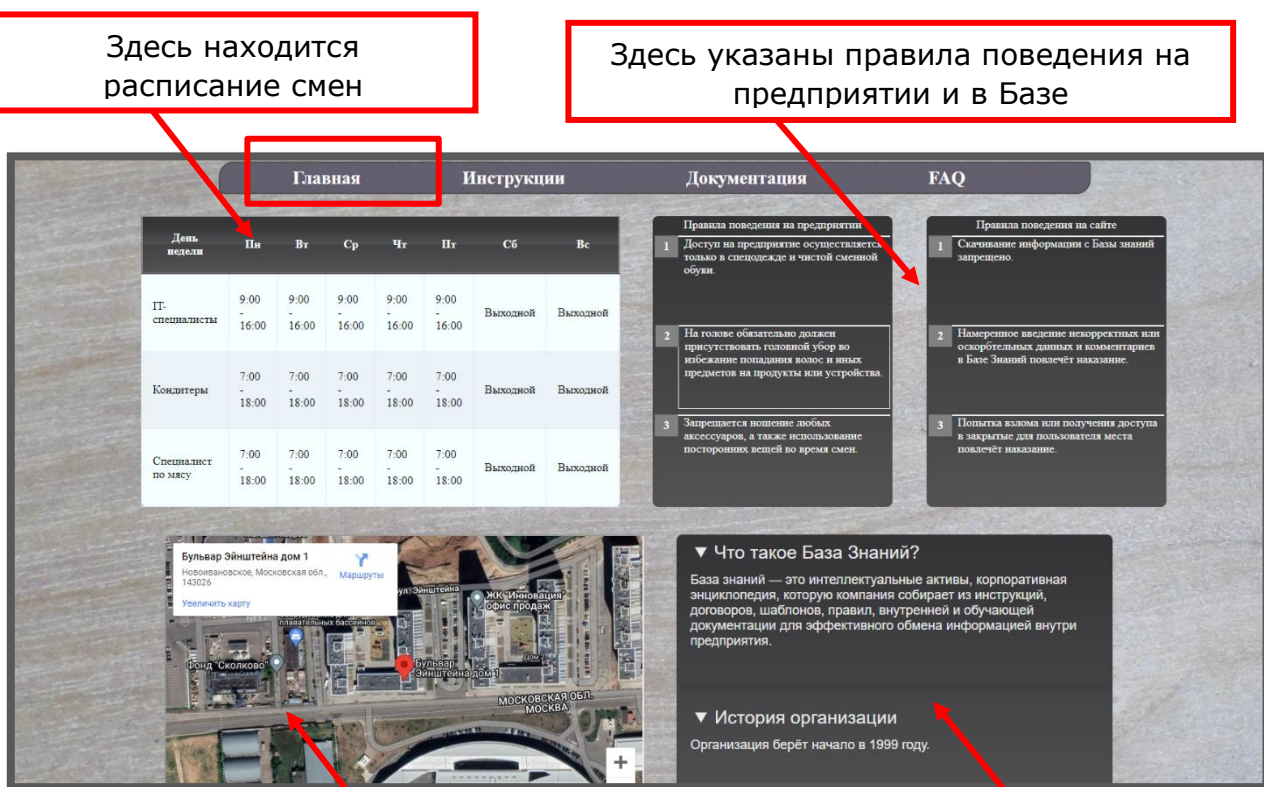 Здесь находится
расписание смен
Здесь указаны правила поведения на
предприятии и в Базе
Главная
Инструкции
Документация
FAQ
День
недели
Пн
Вт
Ср
Чт
Пт
Сб
Вс
IT-
специалисты
9:00
-
16:00
9:00
-
16:00
9:00
-
16:00
9:00
-
16:00
9:00
-
16:00
Выходной
Выходной
Кондитеры
7:00
-
18:00
7:00
-
18:00
7:00
-
18:00
7:00
-
18:00
7:00
-
18:00
Выходной
Выходной
Специалист
по мясу
7:00
-
18:00
7:00
-
18:00
7:00
-
18:00
7:00
-
18:00
7:00
-
18:00
Выходной
Выходной
Правила поведения на предприятии
1 Доступ на предприятие осуществляется
только в спецодежде и чистой сменной
обуви.
2 На голове обязательно должен
присутствовать головной убор во
избежание попадания волос и иных
предметов на продукты или устройства.
3 Запрещается ношение любых
аксессуаров, а также использование
посторонних вещей во время смен.
Правила поведения на сайте
1 Скачивание информации с Базы знаний
запрещено.
2 Намеренное введение некорректных или
оскорбтельных данных и комментариев
в Базе Знаний повлечёт наказание.
3 Попытка взлома или получения доступа
в закрытые для пользователя места
повлечёт наказание.
Бульвар Эйнштейна дом 1
Новоивановское, Московская обл.,
143026
Маршруты
Увеличить карту
плавательных бассейнов
бул. Эйнштейна
ЖК "Инновация"
офис продаж
Дом 2
Фонд "Сколково"
Бульвар
Эйнштейна дом 1
МОСКОВСКАЯ ОБЛ.
МОСКВА
+
▼ Что такое База Знаний?
База знаний — это интеллектуальные активы, корпоративная
энциклопедия, которую компания собирает из инструкций,
договоров, шаблонов, правил, внутренней и обучающей
документации для эффективного обмена информацией внутри
предприятия.
▼ История организации
Организация берёт начало в 1999 году.